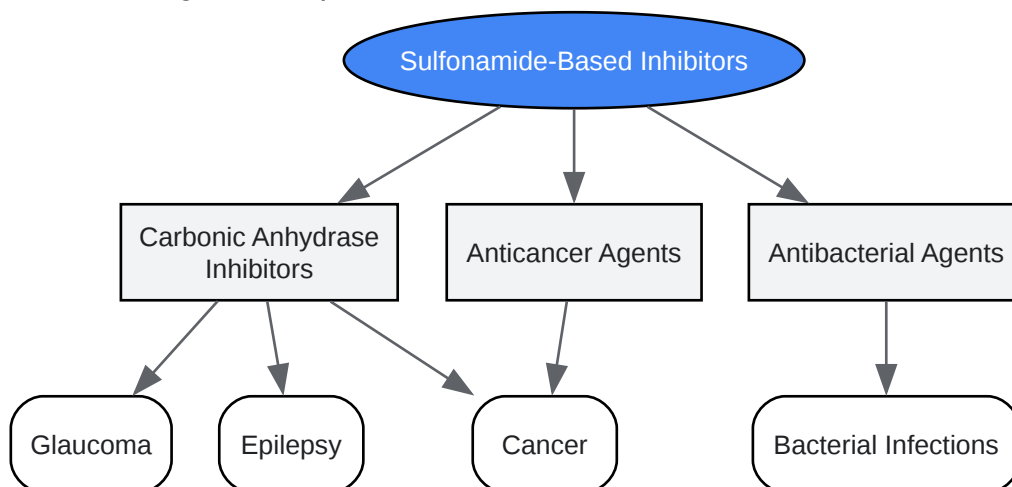 Sulfonamide-Based Inhibitors
Carbonic Anhydrase
Inhibitors
Anticancer Agents
Antibacterial Agents
Glaucoma
Epilepsy
Cancer
Bacterial Infections